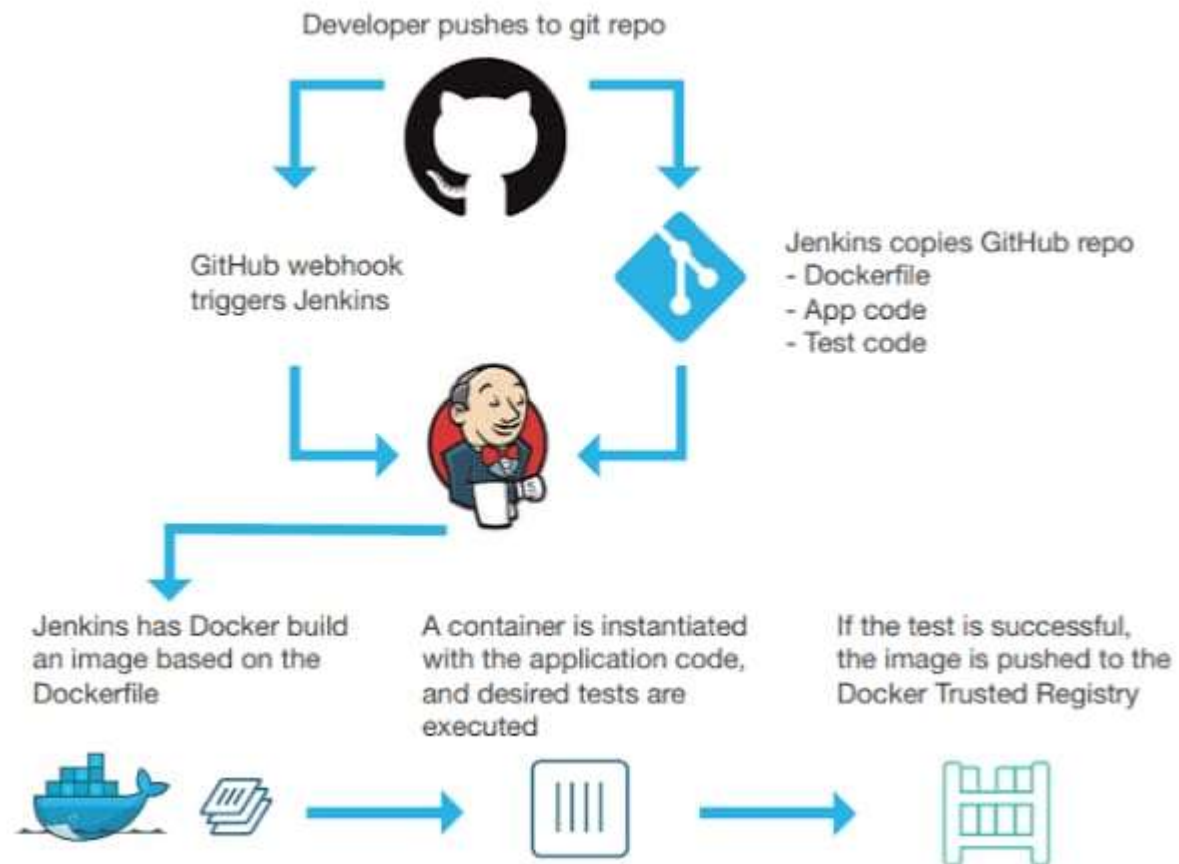 Developer pushes to git repo
GitHub webhook
triggers Jenkins
Jenkins copies GitHub repo
- Dockerfile
- App code
- Test code
Jenkins has Docker build
an image based on the
Dockerfile
A container is instantiated
with the application code,
and desired tests are
executed
If the test is successful,
the image is pushed to the
Docker Trusted Registry